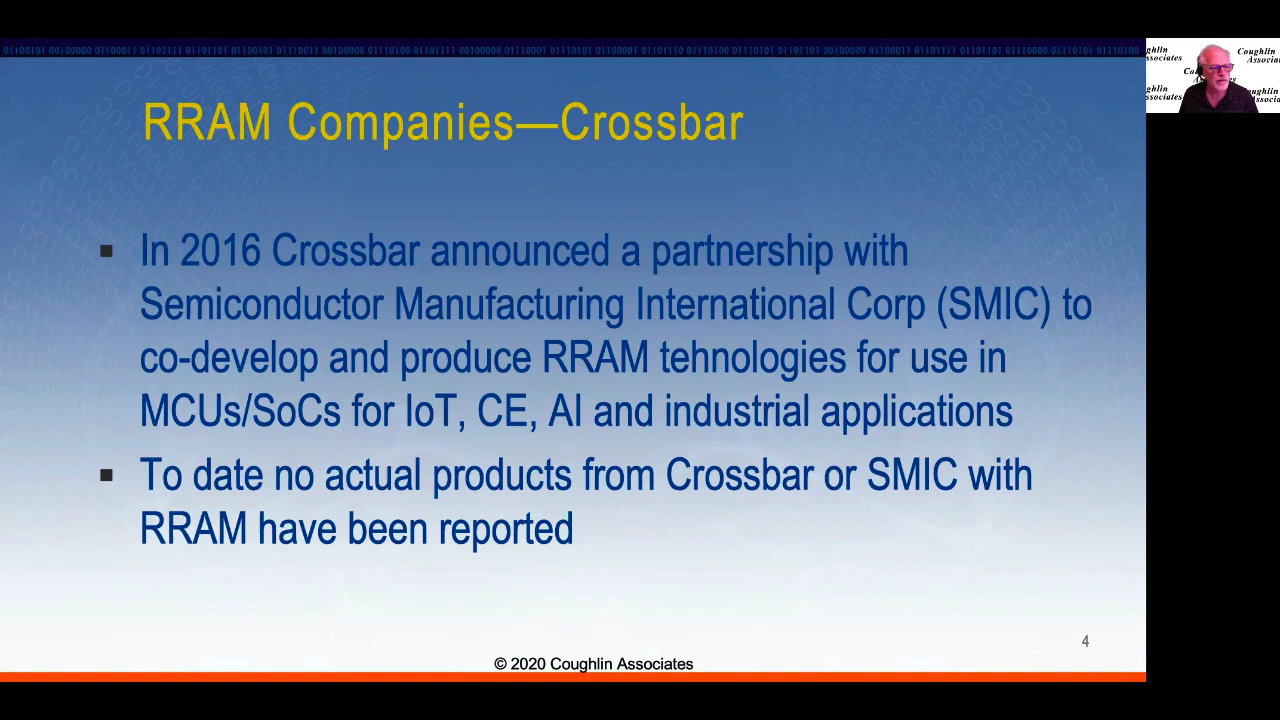 RRAM Companies—Crossbar
▪ In 2016 Crossbar announced a partnership with
Semiconductor Manufacturing International Corp (SMIC) to
co-develop and produce RRAM tehnologies for use in
MCUs/SoCs for IoT, CE, AI and industrial applications
▪ To date no actual products from Crossbar or SMIC with
RRAM have been reported
4
© 2020 Coughlin Associates
Coughlin